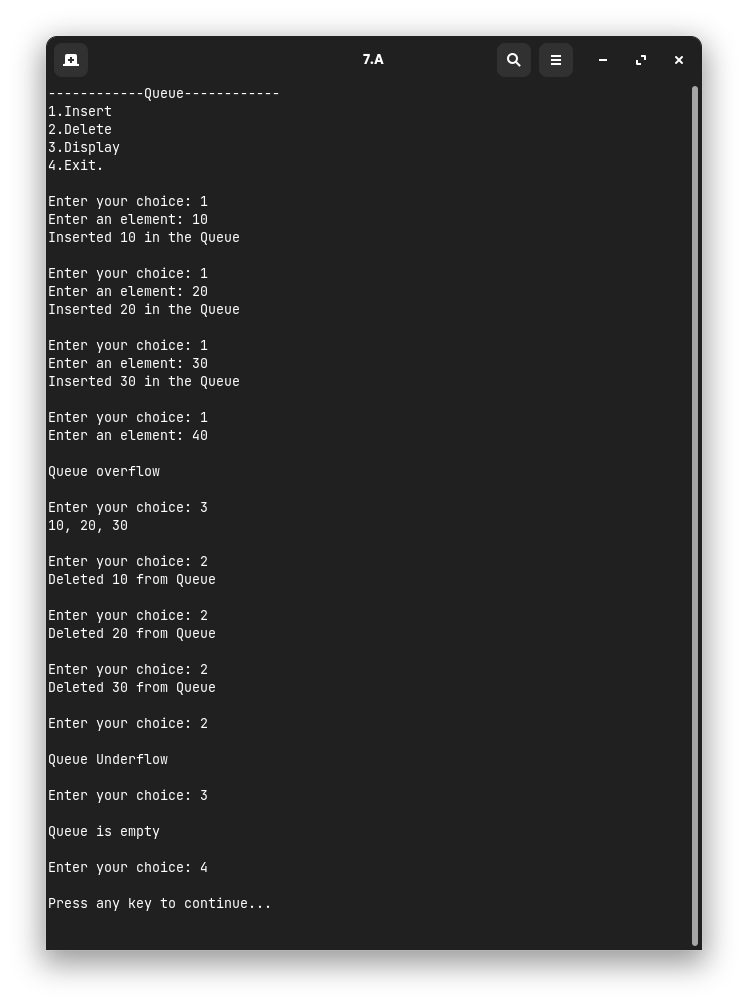 7.A
------------Queue------------
1.Insert
2.Delete
3.Display
4.Exit.
Enter your choice: 1
Enter an element: 10
Inserted 10 in the Queue
Enter your choice: 1
Enter an element: 20
Inserted 20 in the Queue
Enter your choice: 1
Enter an element: 30
Inserted 30 in the Queue
Enter your choice: 1
Enter an element: 40
Queue overflow
Enter your choice: 3
10, 20, 30
Enter your choice: 2
Deleted 10 from Queue
Enter your choice: 2
Deleted 20 from Queue
Enter your choice: 2
Deleted 30 from Queue
Enter your choice: 2
Queue Underflow
Enter your choice: 3
Queue is empty
Enter your choice: 4
Press any key to continue...